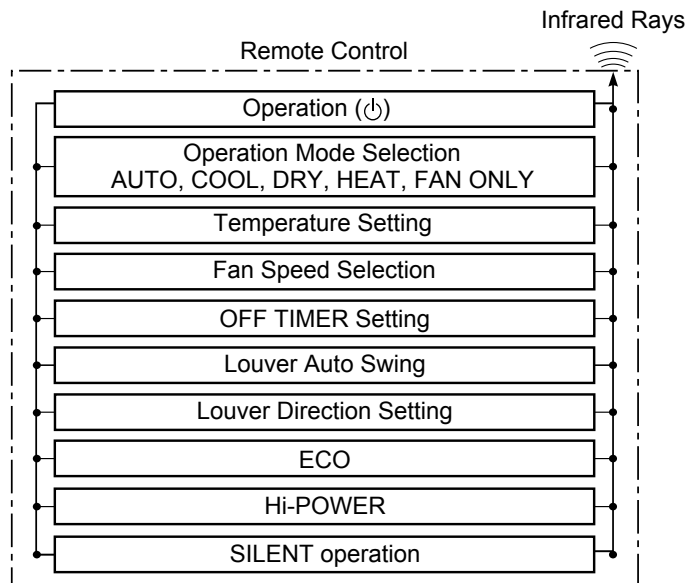 Infrared Rays
Remote Control
Operation (⏻)
Operation Mode Selection
AUTO, COOL, DRY, HEAT, FAN ONLY
Temperature Setting
Fan Speed Selection
OFF TIMER Setting
Louver Auto Swing
Louver Direction Setting
ECO
Hi-POWER
SILENT operation